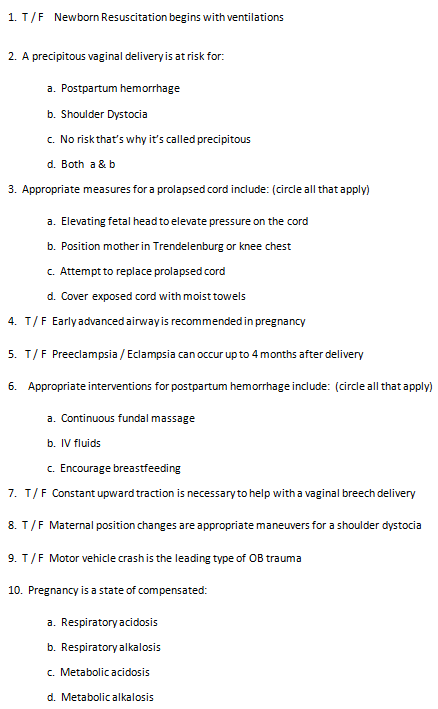 1. T / F Newborn Resuscitation begins with ventilations
2. A precipitous vaginal delivery is at risk for:
a. Postpartum hemorrhage
b. Shoulder Dystocia
c. No risk that's why it's called precipitous
d. Both a & b
3. Appropriate measures for a prolapsed cord include: (circle all that apply)
a. Elevating fetal head to elevate pressure on the cord
b. Position mother in Trendelenburg or knee chest
c. Attempt to replace prolapsed cord
d. Cover exposed cord with moist towels
4. T / F Early advanced airway is recommended in pregnancy
5. T / F Preeclampsia / Eclampsia can occur up to 4 months after delivery
6. Appropriate interventions for postpartum hemorrhage include: (circle all that apply)
a. Continuous fundal massage
b. IV fluids
c. Encourage breastfeeding
7. T / F Constant upward traction is necessary to help with a vaginal breech delivery
8. T / F Maternal position changes are appropriate maneuvers for a shoulder dystocia
9. T / F Motor vehicle crash is the leading type of OB trauma
10. Pregnancy is a state of compensated:
a. Respiratory acidosis
b. Respiratory alkalosis
c. Metabolic acidosis
d. Metabolic alkalosis